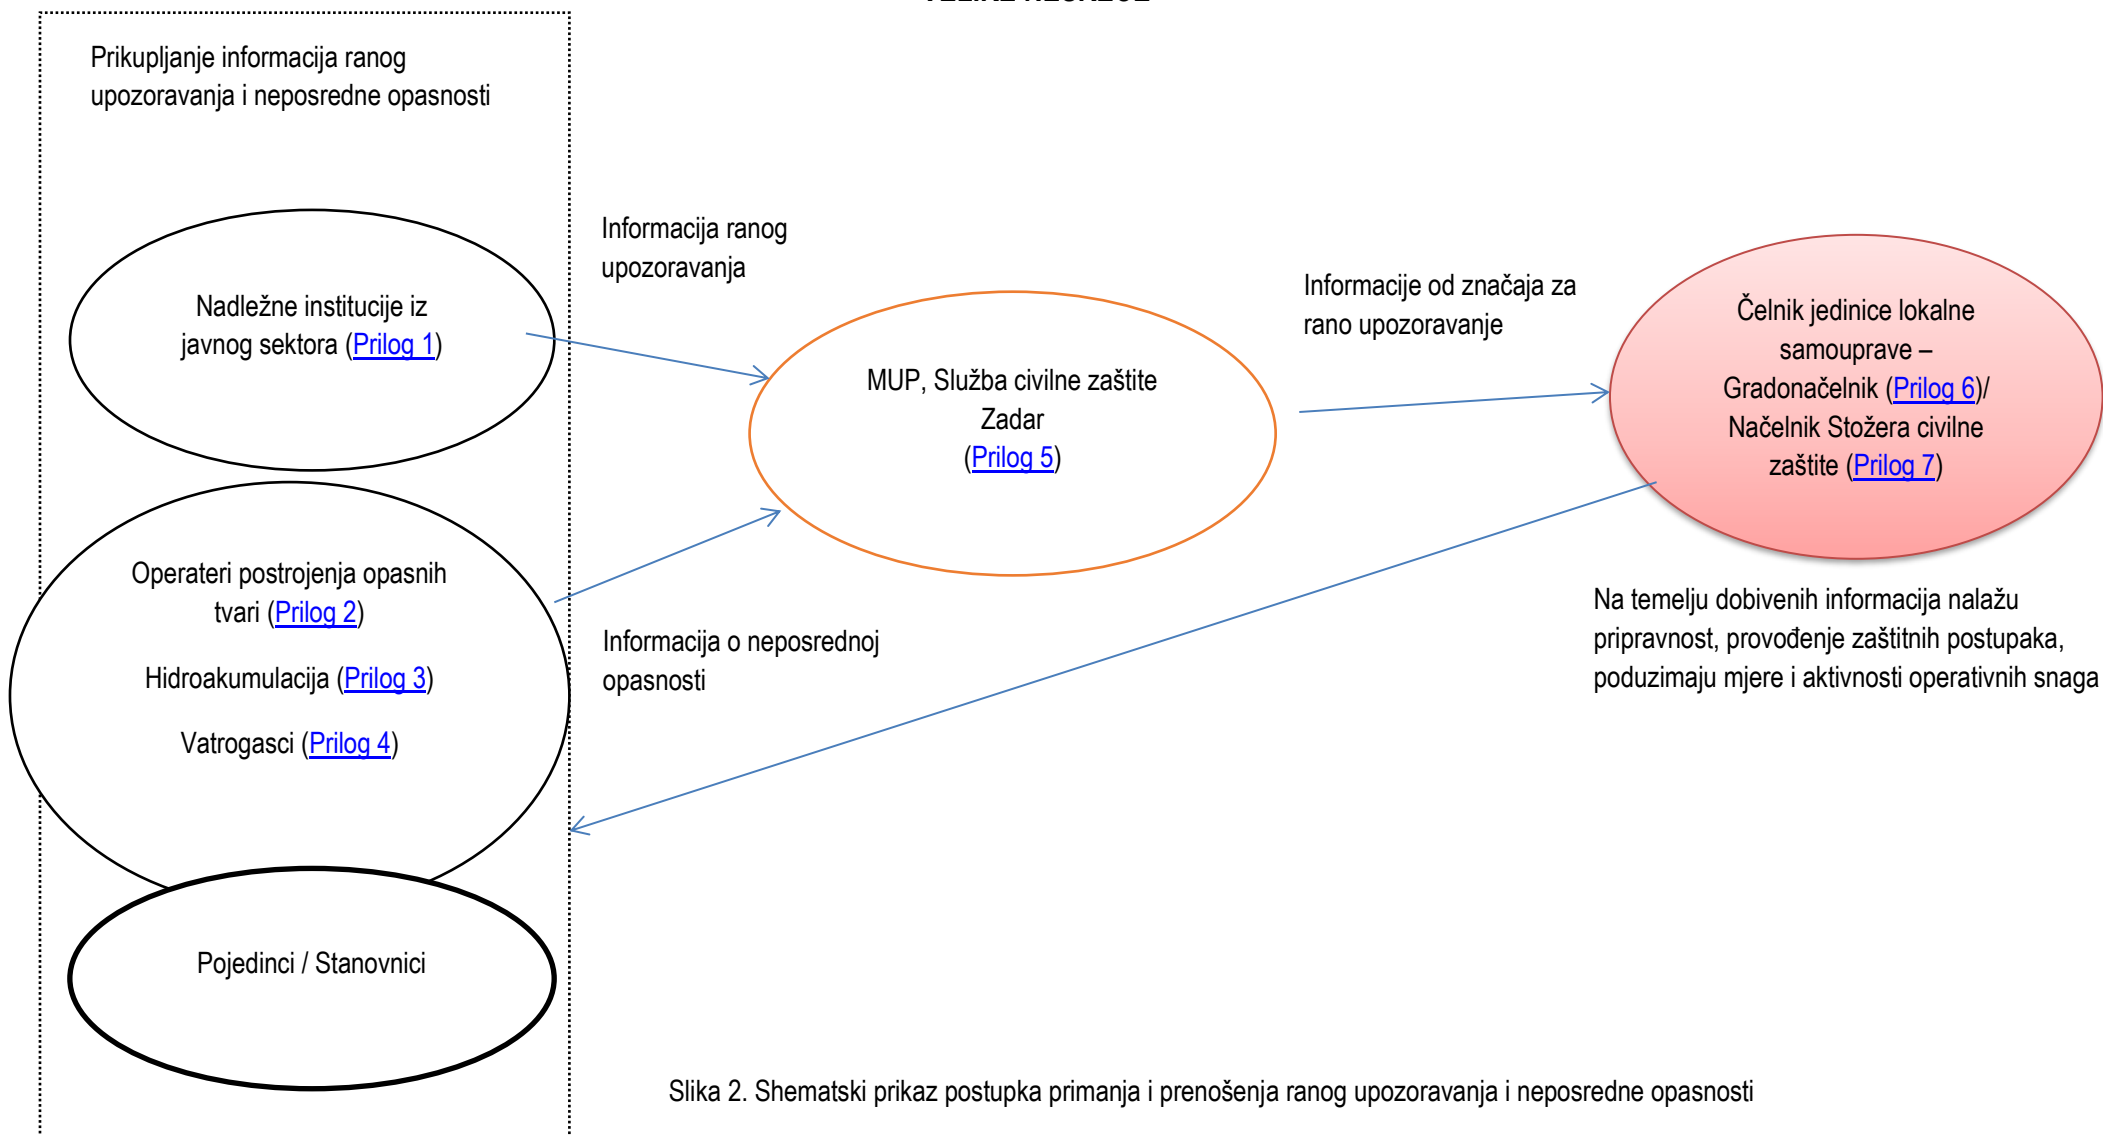 Prikupljanje informacija ranog
upozoravanja i neposredne opasnosti
Informacija ranog
upozoravanja
Nadležne institucije iz
javnog sektora (Prilog 1)
Informacije od značaja za
rano upozoravanje
Čelnik jedinice lokalne
samouprave –
Gradonačelnik (Prilog 6)/
Načelnik Stožera civilne
zaštite (Prilog 7)
MUP, Služba civilne zaštite
Zadar
(Prilog 5)
Operateri postrojenja opasnih
tvari (Prilog 2)
Hidroakumulacija (Prilog 3)
Vatrogasci (Prilog 4)
Informacija o neposrednoj
opasnosti
Na temelju dobivenih informacija nalažu
pripravnost, provođenje zaštitnih postupaka,
poduzimaju mjere i aktivnosti operativnih snaga
Pojedinci / Stanovnici
Slika 2. Shematski prikaz postupka primanja i prenošenja ranog upozoravanja i neposredne opasnosti